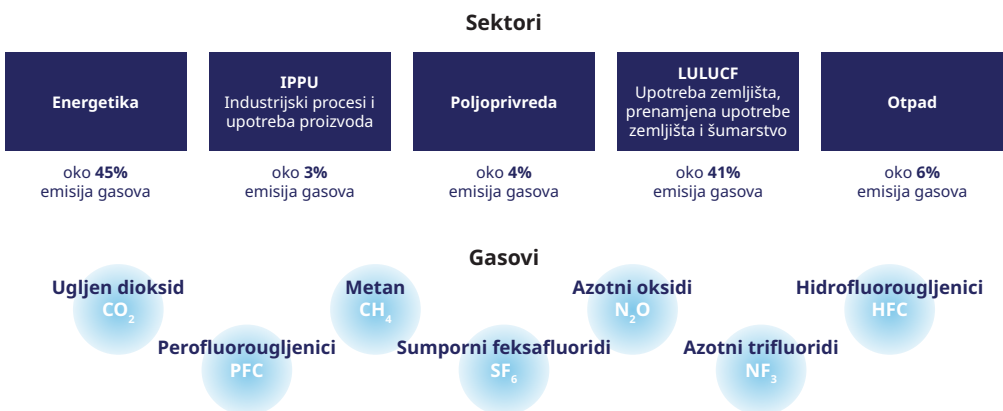 Sektori
Energetika
IPPU
Industrijski procesi i
upotreba proizvoda
Poljoprivreda
LULUCF
Upotreba zemljišta,
prenamjena upotrebe
zemljišta i šumarstvo
Otpad
oko 45%
emisija gasova
oko 3%
emisija gasova
oko 4%
emisija gasova
oko 41%
emisija gasova
oko 6%
emisija gasova
Gasovi
Ugljen dioksid
CO₂
Metan
CH₄
Azotni oksidi
N₂O
Hidrofluorougljenici
HFC
Perofluorougljenici
PFC
Sumporni feksafluoridi
SF₆
Azotni trifluoridi
NF₃